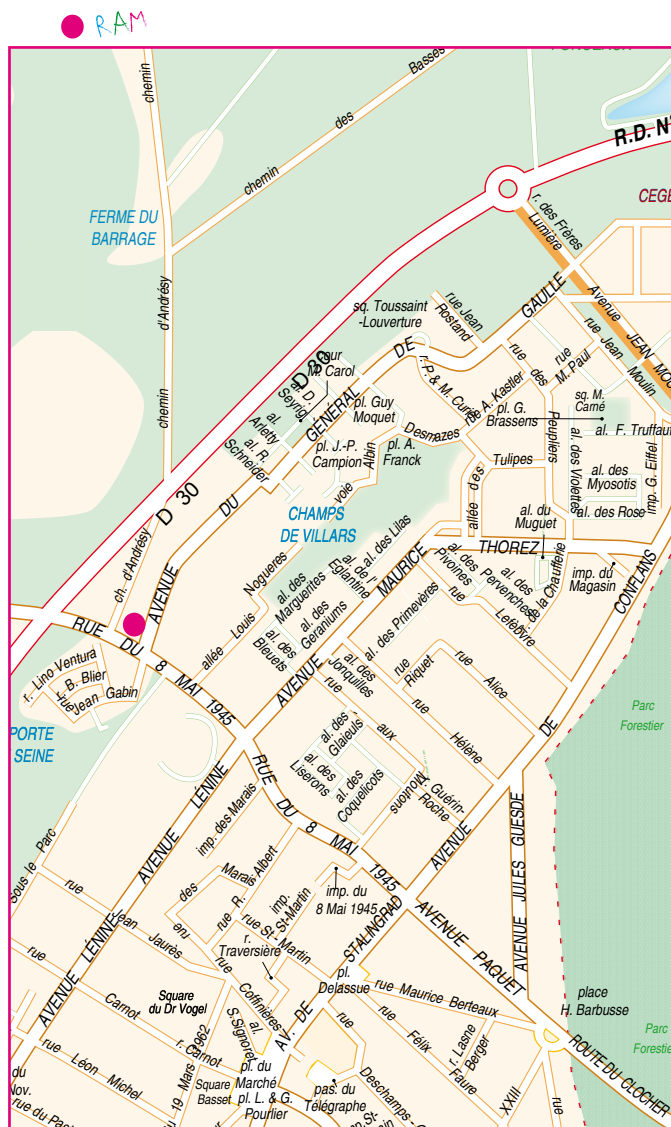 RAM
chemin
des
Basses
chemin
R.D. N°
FERME DU
BARRAGE
r. des Frères
Lumière
d'Andrésy
chemin
sq. Toussaint
-Louverture
rue Jean
Rostand
GAULLE
Avenue JEAN MOU
DE
D 30
cour
M. Carol
al. D.
Seyrig
r. P. & M. Curie
rue A. Kastler
rue des
Peupliers
rue
M. Paul
rue Jean Moulin
al.
Arletty
al. R.
Schneider
GENERAL
pl. Guy
Moquet
pl. G.
Brassens
sq. M.
Carné
al. F. Truffaut
pl. J.-P.
Campion
Albin
Desmazes
pl. A.
Franck
Tulipes
allée des
al. des Violettes
al. des
Myosotis
imp. G. Eiffel
D 30
DU
voie
CHAMPS
DE VILLARS
al. du
Muguet
al. des Rose
ch. d'Andrésy
AVENUE
Nogueres
al. des Lilas
al. de l'
Eglantine
al. des
Marguerites
MAURICE
THOREZ
imp. du
Magasin
CONFLANS
al. des
Pivoines
al. des
Pervenches
de la Chaufferie
RUE DU 8 MAI 1945
allée Louis
al. des
Geraniums
al. des
Bleuets
al. des Primevères
rue
Lefebvre
r. Lino Ventura
r. B. Blier
rue
Jean Gabin
AVENUE
al. des
Jonquilles
rue
Riquet
rue Alice
Parc
Forestier
PORTE
SEINE
al. des
Glaïeuls
rue aux Moines
rue Hélène
DE
al. des
Liserons
al. des
Coquelicots
r. Guérin-
Roche
AVENUE LÉNINE
imp. des Marais
RUE DU 8 MAI 1945
AVENUE JULES GUESDE
Sous le Parc
rue des Marais
rue R. Albert
imp.
St-Martin
imp. du
8 Mai 1945
AVENUE
rue Jean Jaurès
rue St-Martin
r.
Traversière
STALINGRAD
AVENUE PAQUET
AVENUE LÉNINE
rue
Carnot
Square
du Dr Vogel
rue
Coffinières
al.
S.Signoret
pl.
Delassue
rue Maurice Berteaux
place
H. Barbusse
Parc
Forestie
AV. DE
rue
Félix
Faure
r. Lasne
Berger
ROUTE DU CLOCHER
du
Nov.
rue Léon Michel
r. Carnot
du 19 Mars 1962
Square
Basset
pl. du
Marché
pl. L. & G.
Pourlier
pas. du
Télégraphe
rue
Deschamps
XXIII
rue